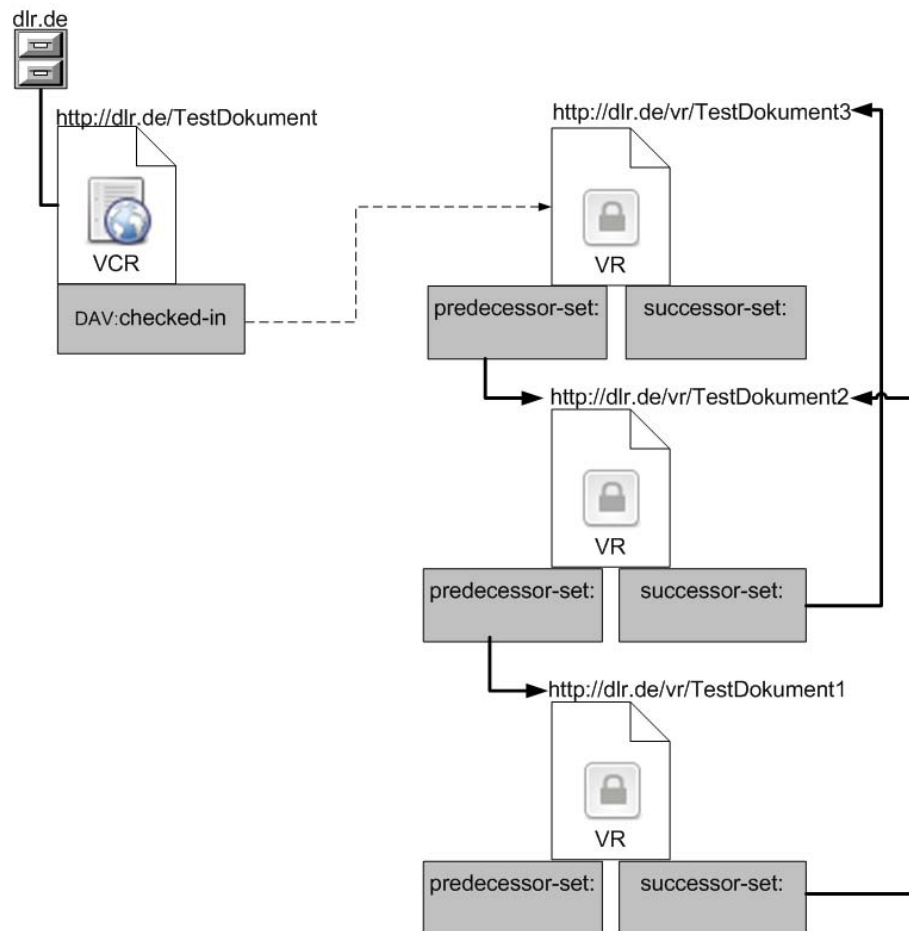 dlr.de
http://dlr.de/TestDokument
VCR
DAV:checked-in
http://dlr.de/vr/TestDokument3
VR
predecessor-set:
successor-set:
http://dlr.de/vr/TestDokument2
VR
predecessor-set:
successor-set:
http://dlr.de/vr/TestDokument1
VR
predecessor-set:
successor-set: